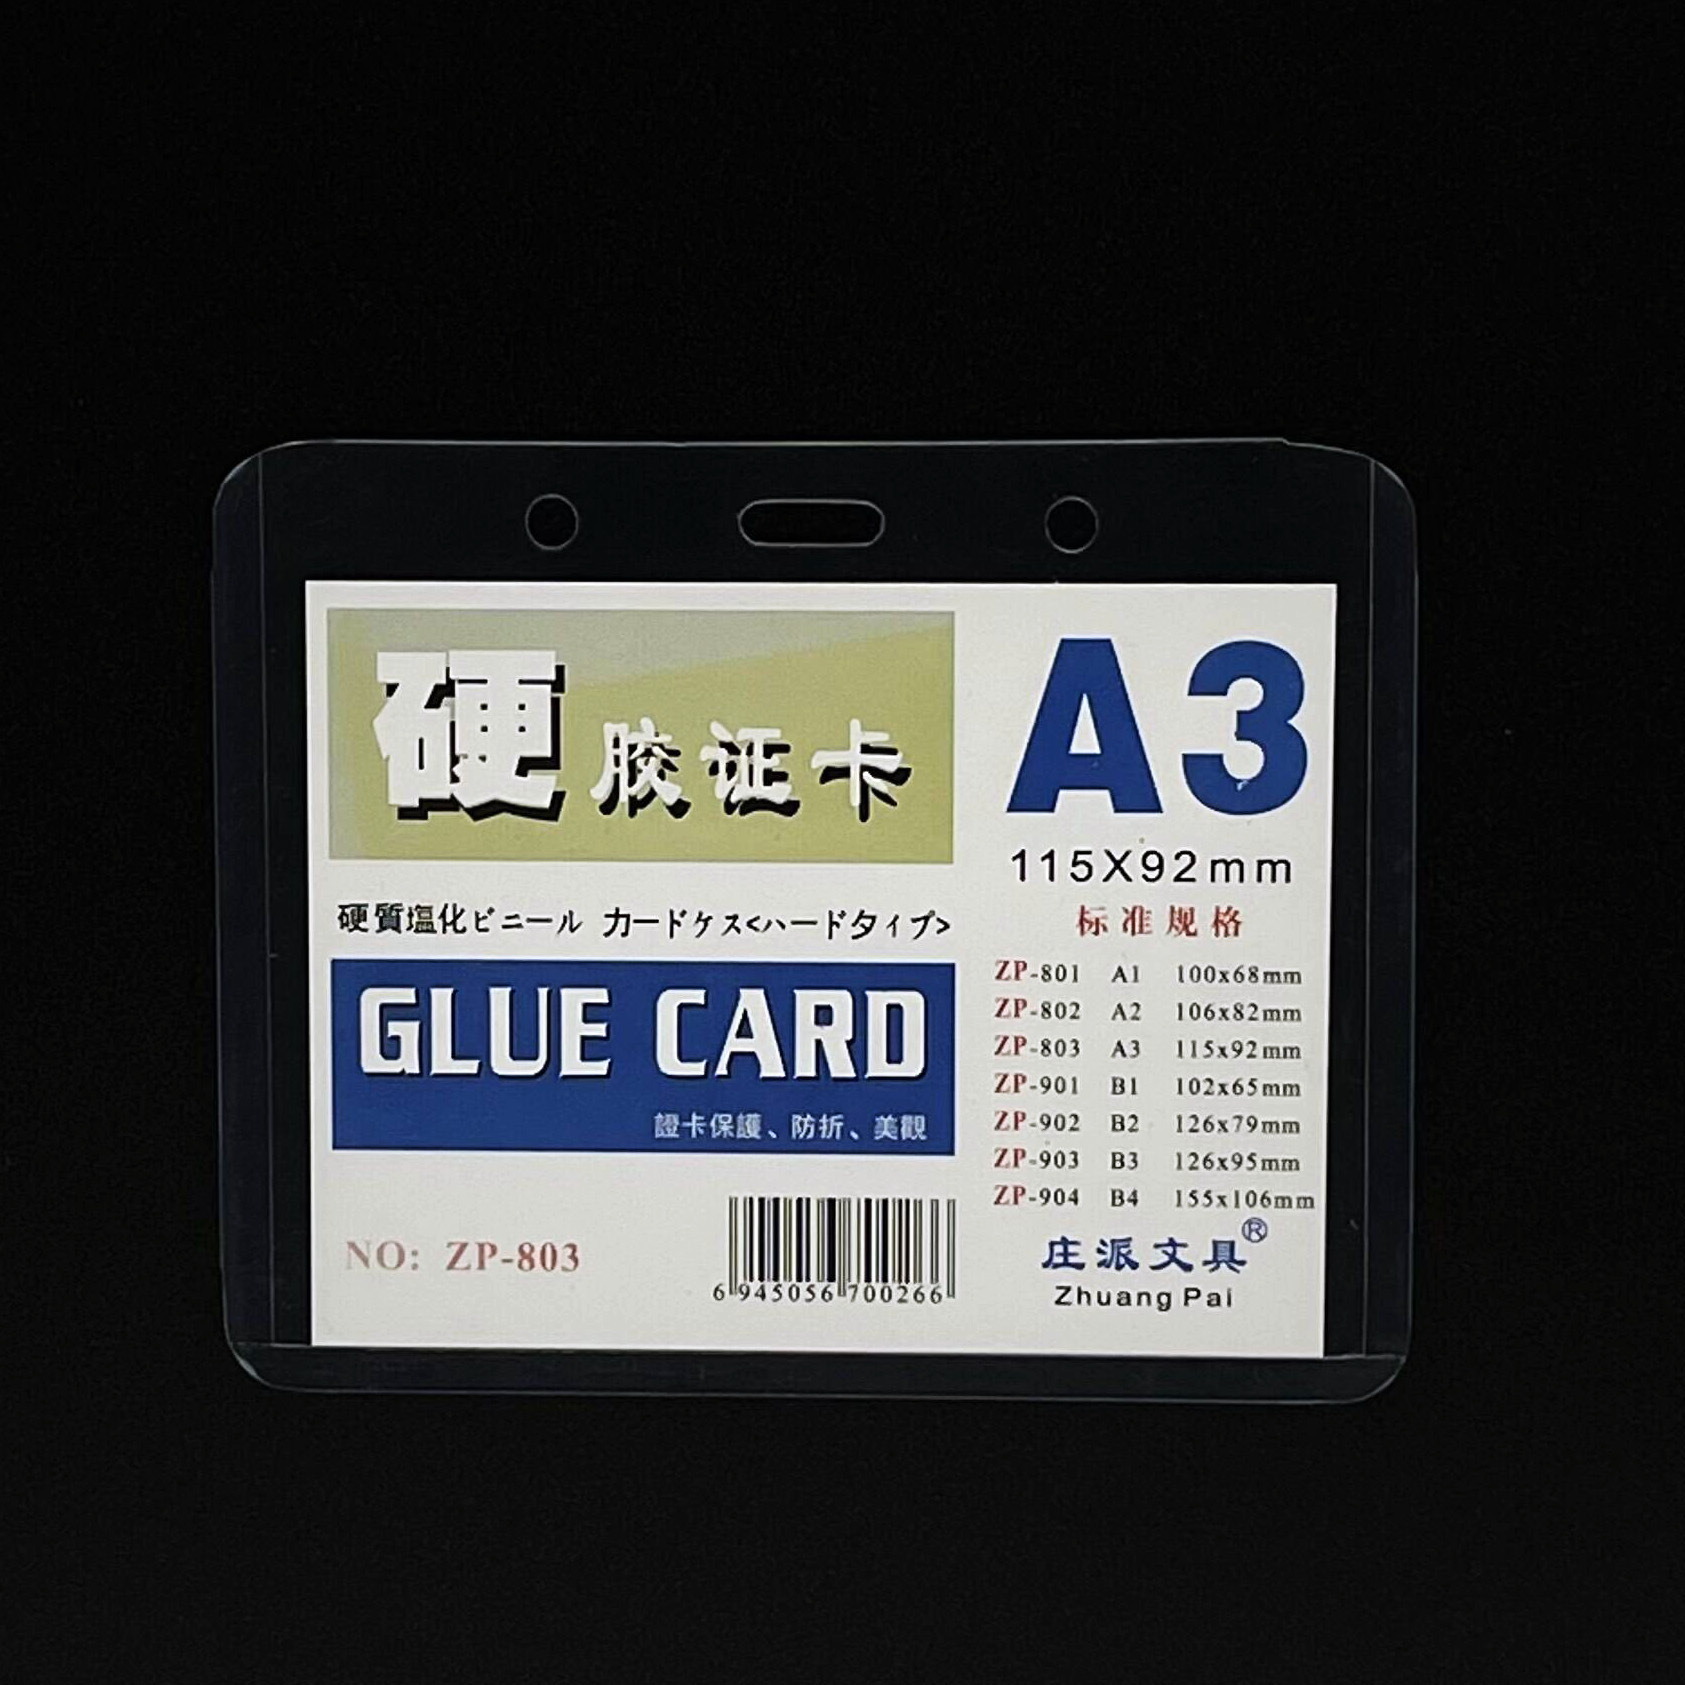 硬胶证卡
硬質塩化ビニール カードケス<ハードタイプ>
GLUE CARD
證卡保護、防折、美觀
NO: ZP-803
6 945056 700266
A3
115X92mm
标准规格
ZP-801 A1 100x68mm
ZP-802 A2 106x82mm
ZP-803 A3 115x92mm
ZP-901 B1 102x65mm
ZP-902 B2 126x79mm
ZP-903 B3 126x95mm
ZP-904 B4 155x106mm
庄派文具®
Zhuang Pai